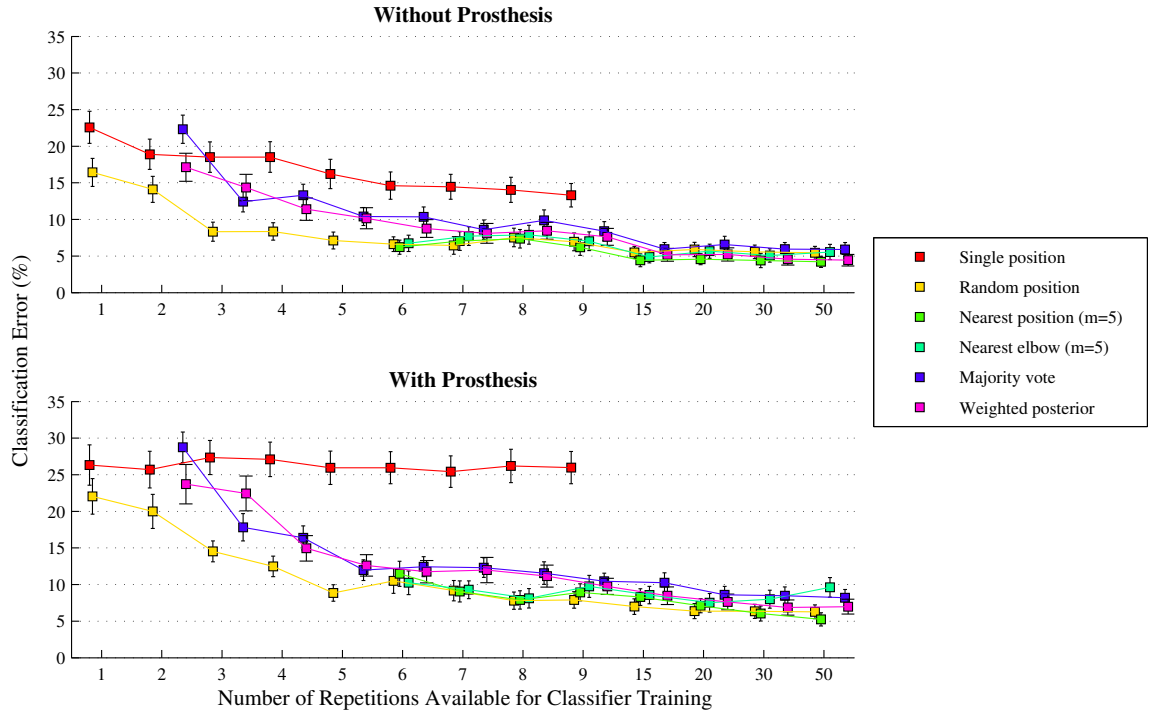 Without Prosthesis
35
30
25
20
15
10
5
0
1 2 3 4 5 6 7 8 9 15 20 30 50
With Prosthesis
35
30
25
20
15
10
5
0
1 2 3 4 5 6 7 8 9 15 20 30 50
Classification Error (%)
Number of Repetitions Available for Classifier Training
Single position
Random position
Nearest position (m=5)
Nearest elbow (m=5)
Majority vote
Weighted posterior